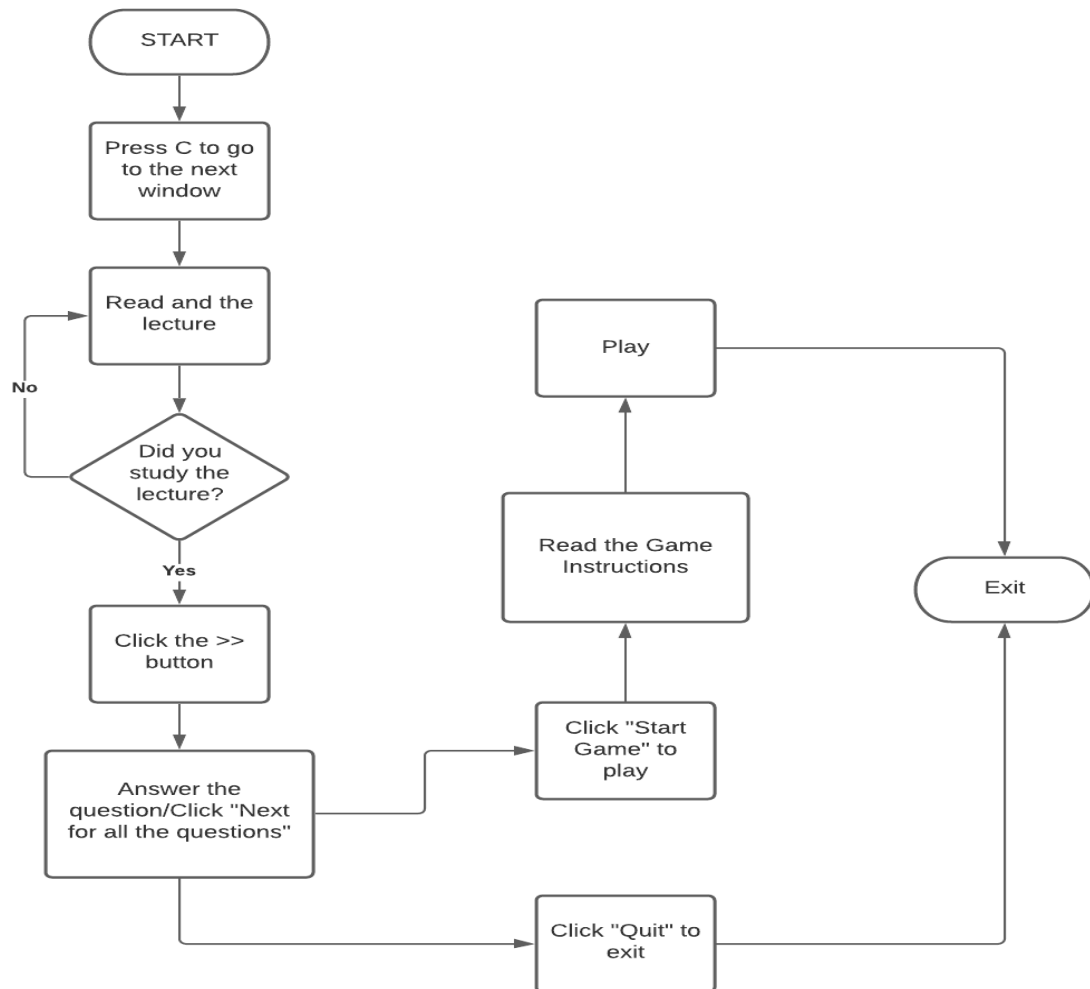 START
Press C to go
to the next
window
Read and the
lecture
No
Did you
study the
lecture?
Yes
Click the >>
button
Answer the
question/Click "Next
for all the questions"
Click "Start
Game" to
play
Read the Game
Instructions
Play
Click "Quit" to
exit
Exit